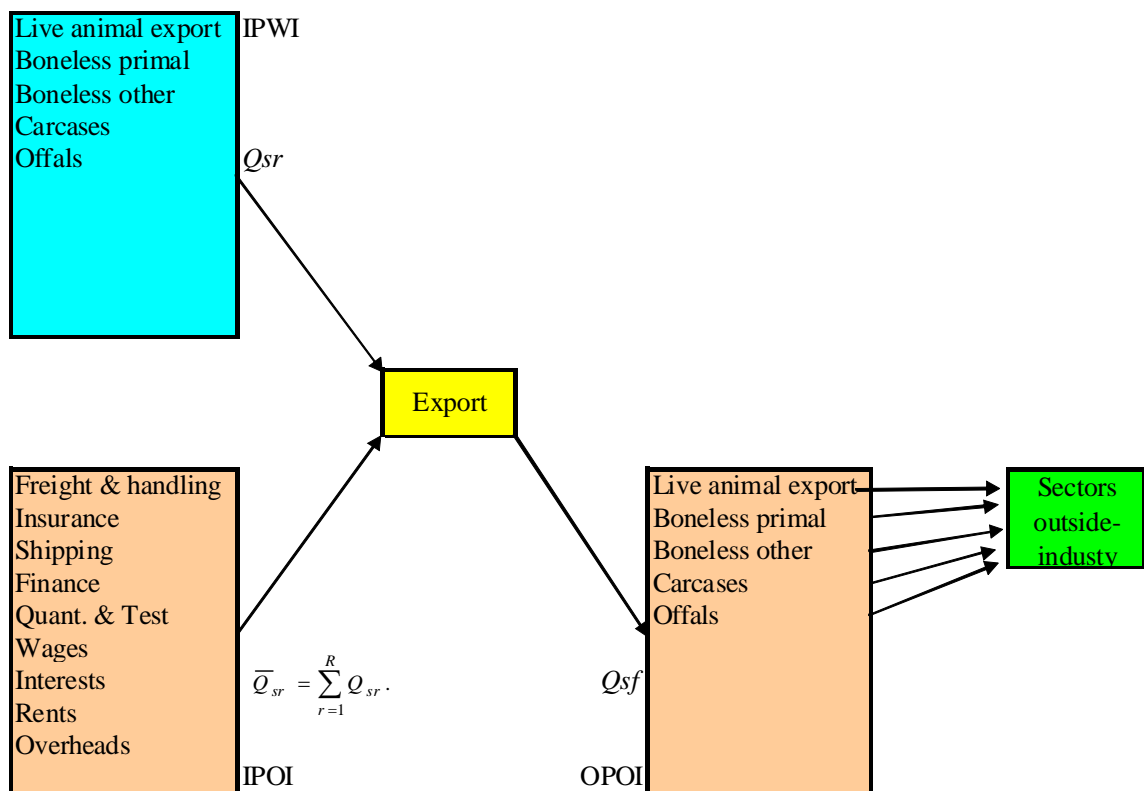 Live animal export
Boneless primal
Boneless other
Carcases
Offals
IPWI
Qsr
Export
Freight & handling
Insurance
Shipping
Finance
Quant. & Test
Wages
Interests
Rents
Overheads
Q̅ₛᵣ = ∑ᵣ₌₁ᴿ Qₛᵣ .
IPOI
Qsf
OPOI
Live animal export
Boneless primal
Boneless other
Carcases
Offals
Sectors
outside-
industy